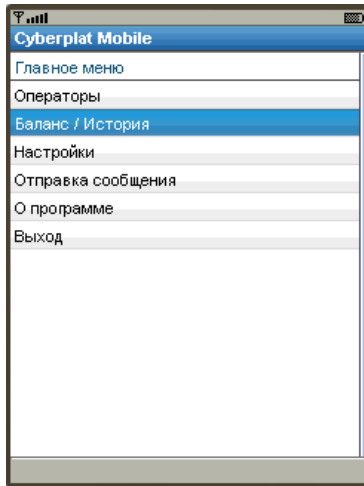 Cyberplat Mobile
Главное меню
Операторы
Баланс / История
Настройки
Отправка сообщения
О программе
Выход